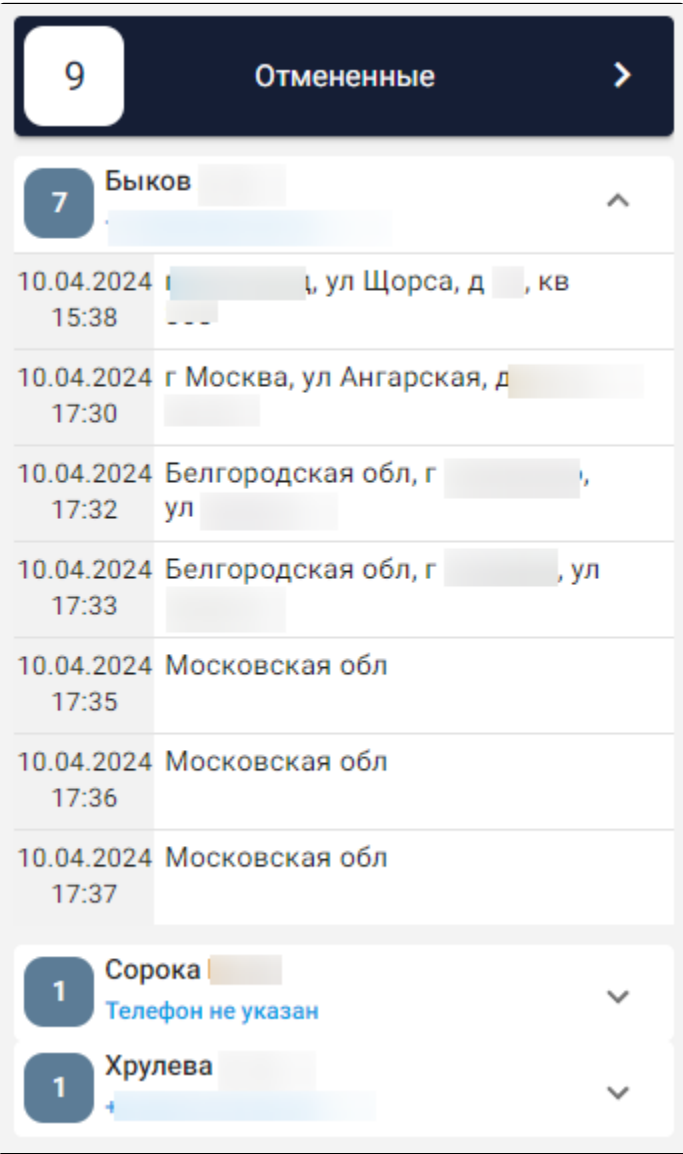 9 Отмененные
7 Быков
10.04.2024 ул Щорса, д , кв
15:38
10.04.2024 г Москва, ул Ангарская, д
17:30
10.04.2024 Белгородская обл, г ,
17:32 ул
10.04.2024 Белгородская обл, г , ул
17:33
10.04.2024 Московская обл
17:35
10.04.2024 Московская обл
17:36
10.04.2024 Московская обл
17:37
1 Сорока
Телефон не указан
1 Хрулева
+